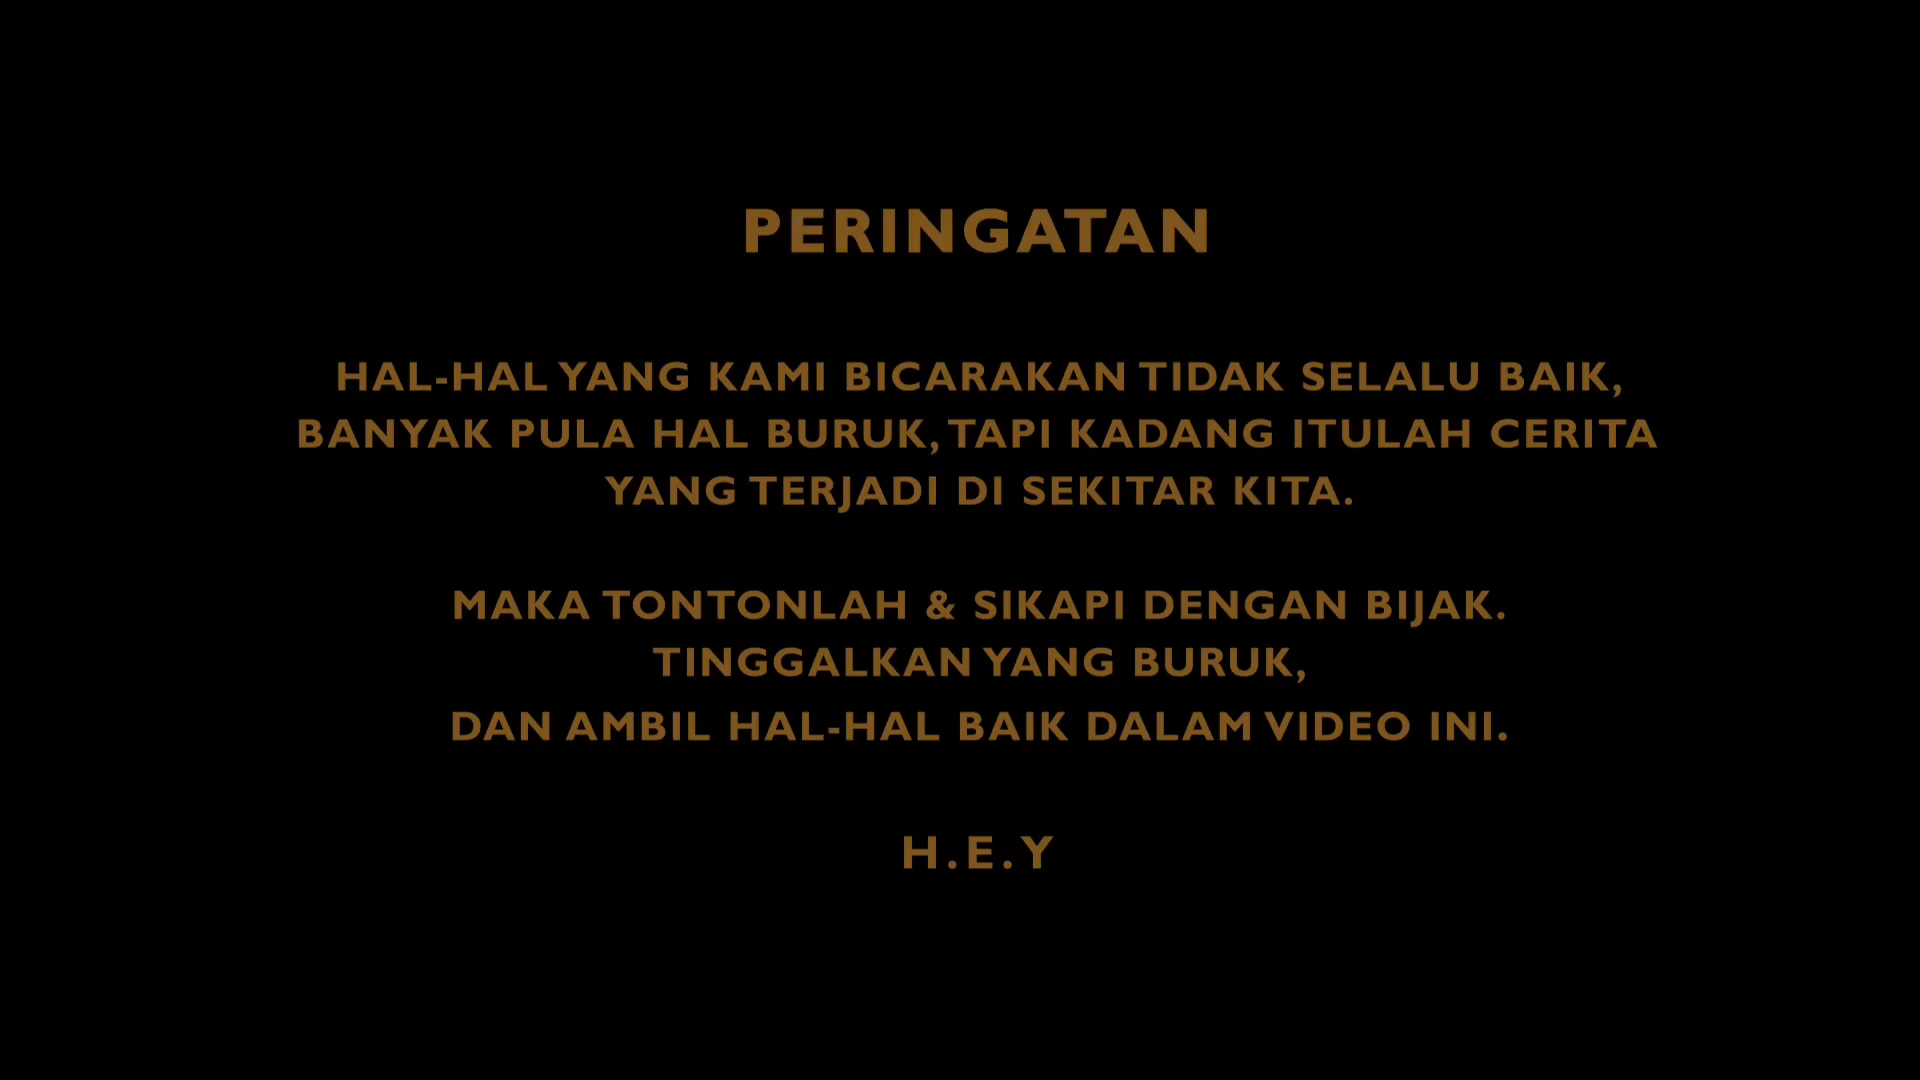 PERINGATAN
HAL-HAL YANG KAMI BICARAKAN TIDAK SELALU BAIK,
BANYAK PULA HAL BURUK, TAPI KADANG ITULAH CERITA
YANG TERJADI DI SEKITAR KITA.
MAKA TONTONLAH & SIKAPI DENGAN BIJAK.
TINGGALKAN YANG BURUK,
DAN AMBIL HAL-HAL BAIK DALAM VIDEO INI.
H.E.Y